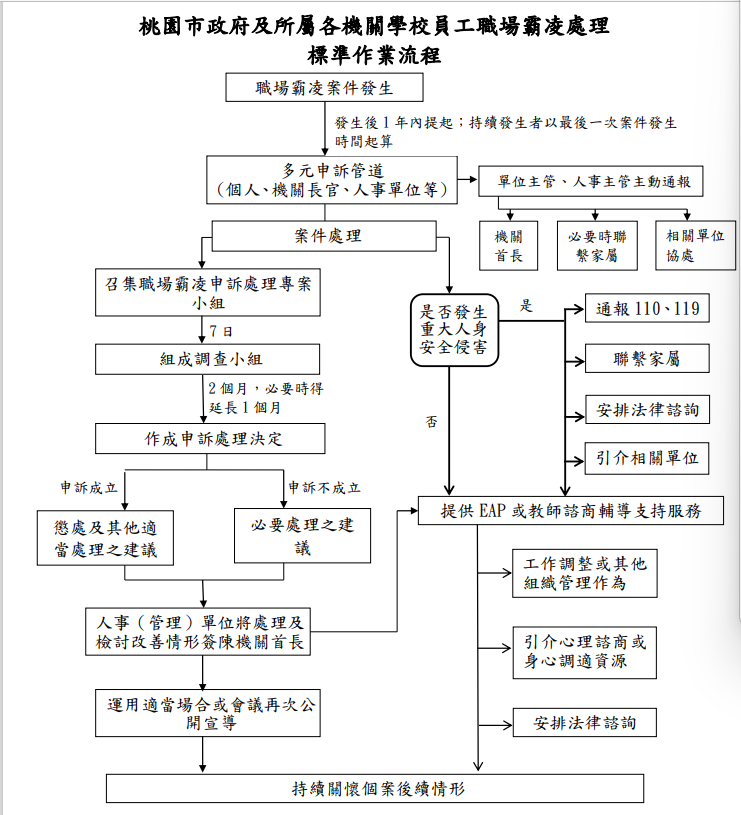 桃園市政府及所屬各機關學校員工職場霸凌處理
標準作業流程
職場霸凌案件發生
發生後1年內提起；持續發生者以最後一次案件發生
時間起算
多元申訴管道
（個人、機關長官、人事單位等）
單位主管、人事主管主動通報
機關
首長
必要時聯
繫家屬
相關單位
協處
案件處理
召集職場霸凌申訴處理專案
小組
7日
組成調查小組
2個月，必要時得
延長1個月
作成申訴處理決定
申訴成立
申訴不成立
懲處及其他適
當處理之建議
必要處理之建
議
人事（管理）單位將處理及
檢討改善情形簽陳機關首長
運用適當場合或會議再次公
開宣導
是否發生
重大人身
安全侵害
是
否
通報110、119
聯繫家屬
安排法律諮詢
引介相關單位
提供EAP或教師諮商輔導支持服務
工作調整或其他
組織管理作為
引介心理諮商或
身心調適資源
安排法律諮詢
持續關懷個案後續情形